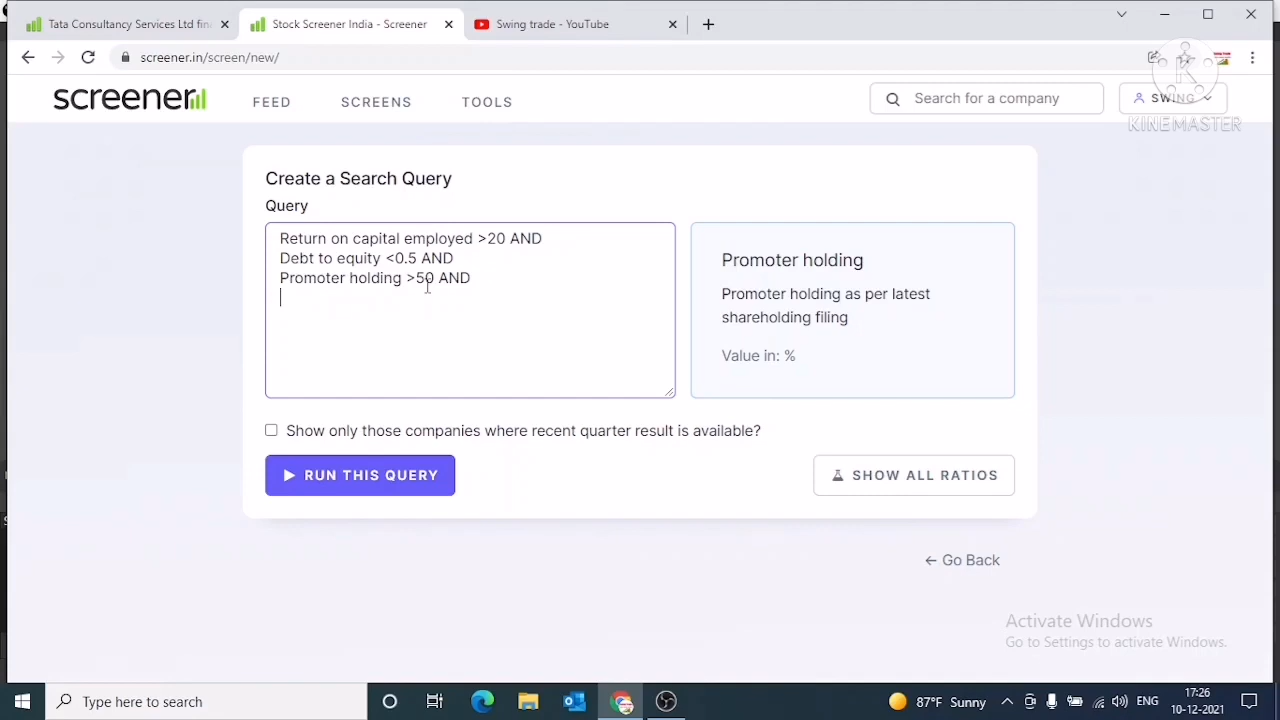 Tata Consultancy Services Ltd fin
Stock Screener India - Screener
Swing trade - YouTube
screener.in/screen/new/
screener
FEED
SCREENS
TOOLS
Search for a company
SWING
K
KINEMASTER
Create a Search Query
Query
Return on capital employed >20 AND
Debt to equity <0.5 AND
Promoter holding >50 AND
Promoter holding
Promoter holding as per latest
shareholding filing
Value in: %
Show only those companies where recent quarter result is available?
RUN THIS QUERY
SHOW ALL RATIOS
← Go Back
Activate Windows
Go to Settings to activate Windows.
Type here to search
87°F Sunny
ENG
17:26
10-12-2021